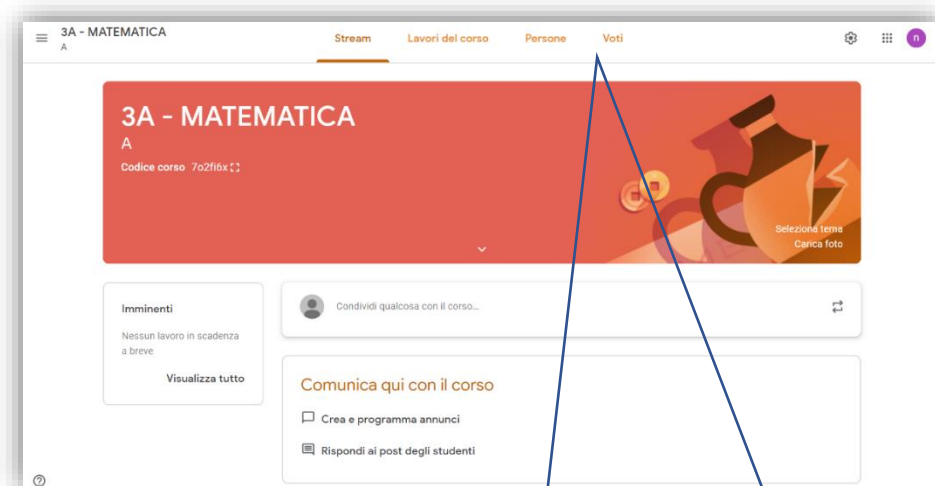 3A - MATEMATICA
A
Stream Lavori del corso Persone Voti
n
3A - MATEMATICA
A
Codice corso 7o2fi6x
Seleziona tema
Carica foto
Imminenti
Nessun lavoro in scadenza
a breve
Visualizza tutto
Condividi qualcosa con il corso...
Comunica qui con il corso
Crea e programma annunci
Rispondi ai post degli studenti